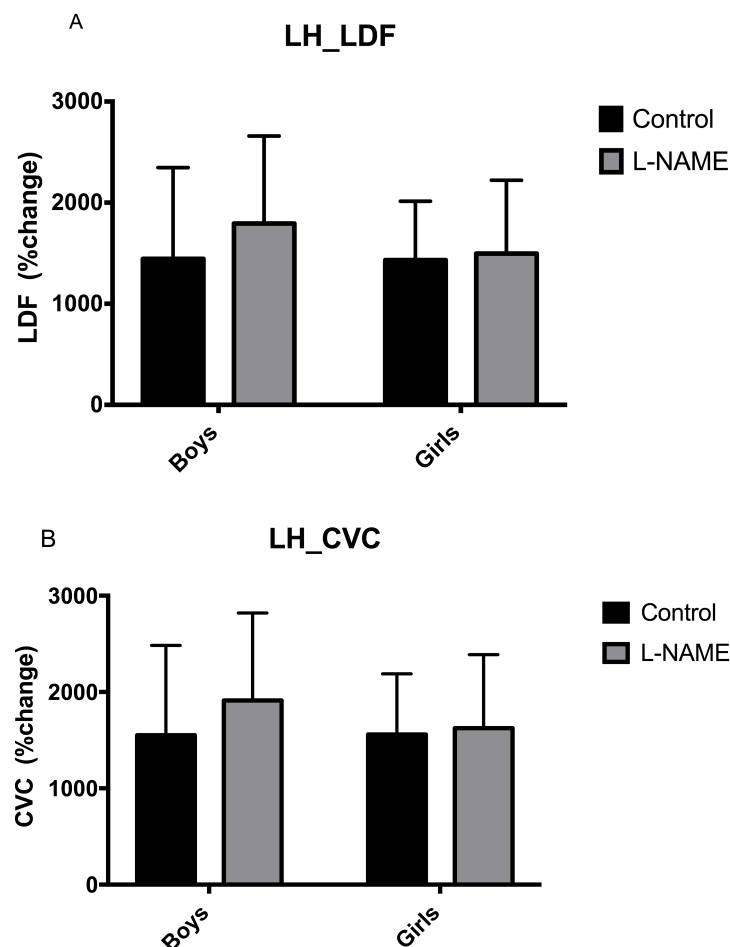 A
LH_LDF
3000
2000
1000
0
LDF (%change)
Control
L-NAME
Boys
Girls
B
LH_CVC
3000
2000
1000
0
CVC (%change)
Control
L-NAME
Boys
Girls